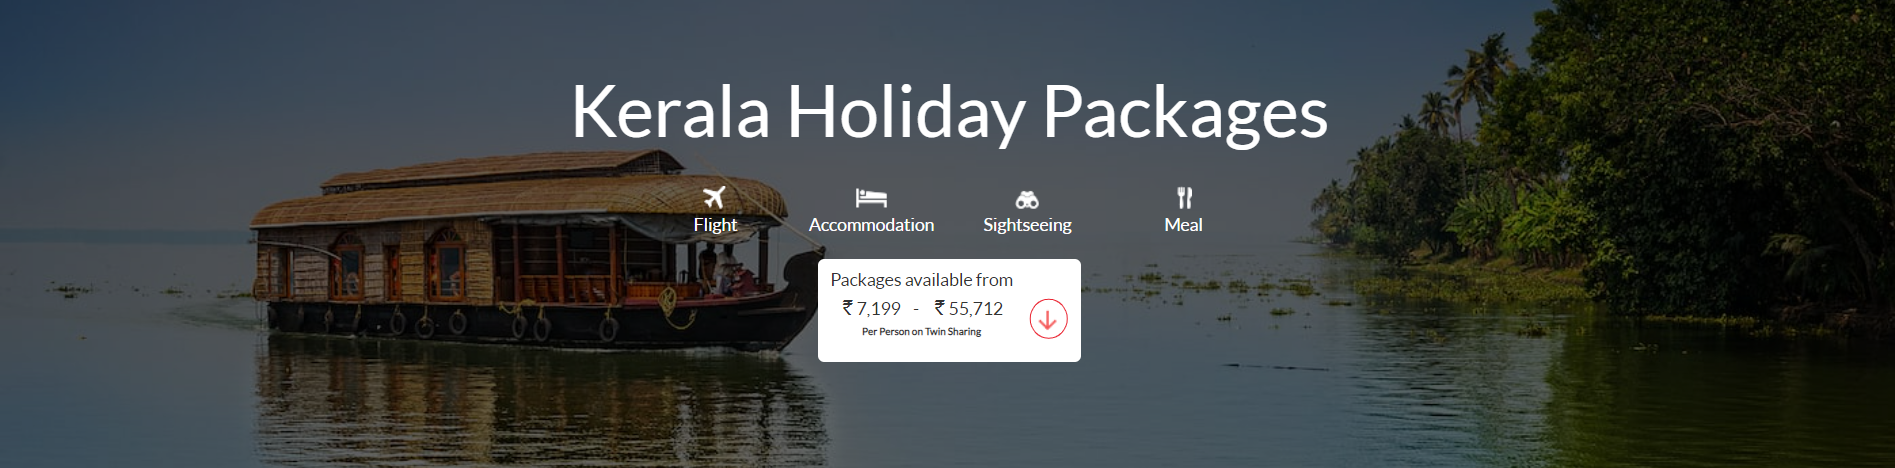 Kerala Holiday Packages
Flight Accommodation Sightseeing Meal
Packages available from
₹ 7,199 - ₹ 55,712
Per Person on Twin Sharing